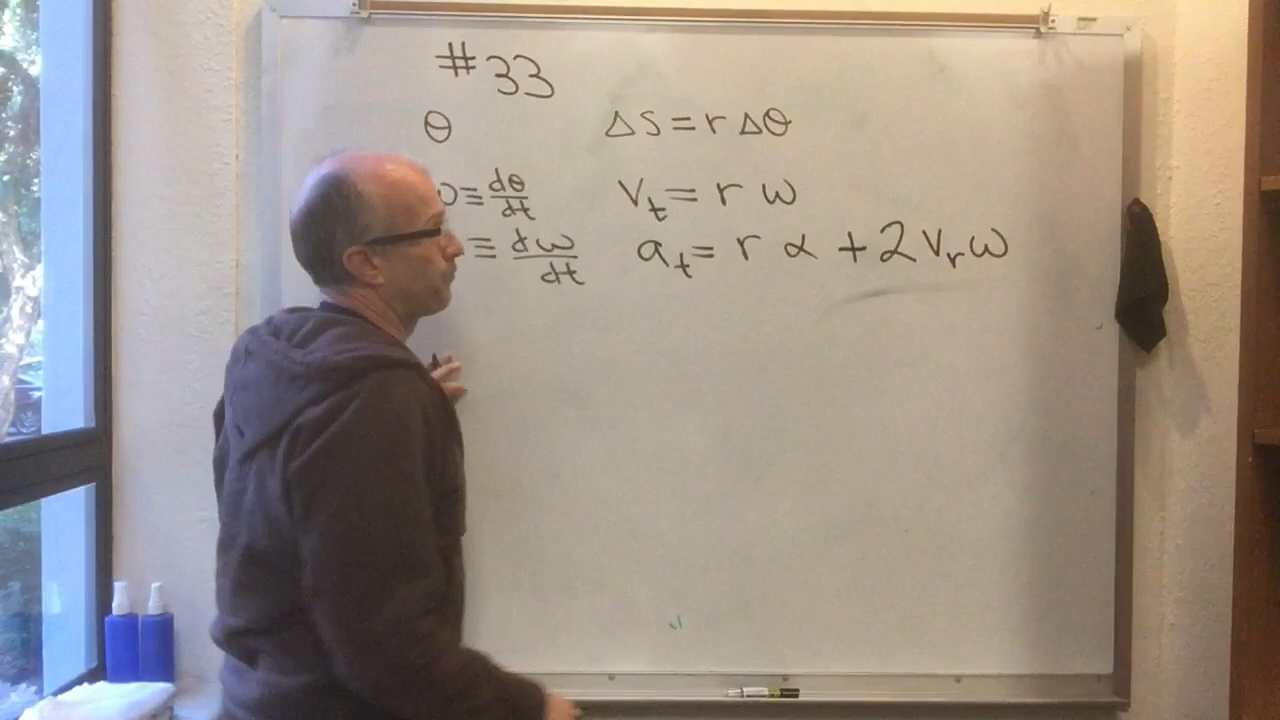 #33
θ Δs = r Δθ
ω ≡ dθ/dt v_t = r ω
≡ dω/dt a_t = r α + 2 v_r ω